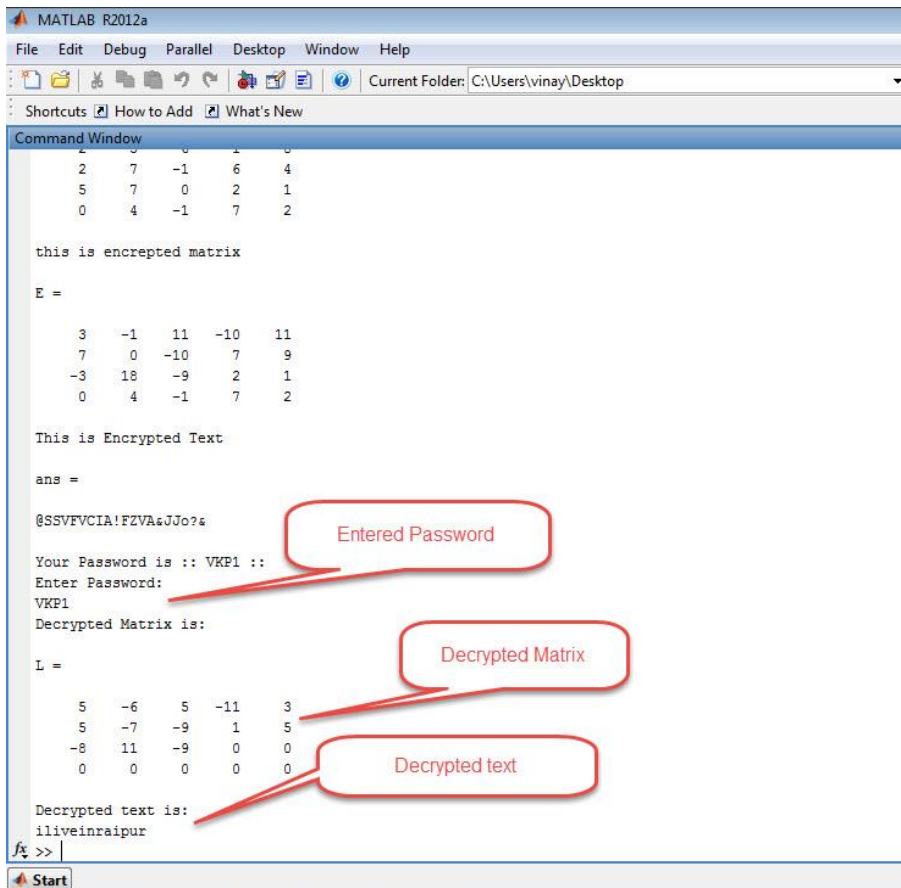 MATLAB R2012a
File Edit Debug Parallel Desktop Window Help
Current Folder: C:\Users\vinay\Desktop
Shortcuts How to Add What's New
Command Window
2 7 -1 6 4
5 7 0 2 1
0 4 -1 7 2
this is encrepted matrix
E =
3 -1 11 -10 11
7 0 -10 7 9
-3 18 -9 2 1
0 4 -1 7 2
This is Encrypted Text
ans =
@SSVFVCIA!FZVA&JJo?&
Entered Password
Your Password is :: VKP1 ::
Enter Password:
VKP1
Decrypted Matrix is:
Decrypted Matrix
L =
5 -6 5 -11 3
5 -7 -9 1 5
-8 11 -9 0 0
0 0 0 0 0
Decrypted text
Decrypted text is:
iliveinraipur
fx >>
Start